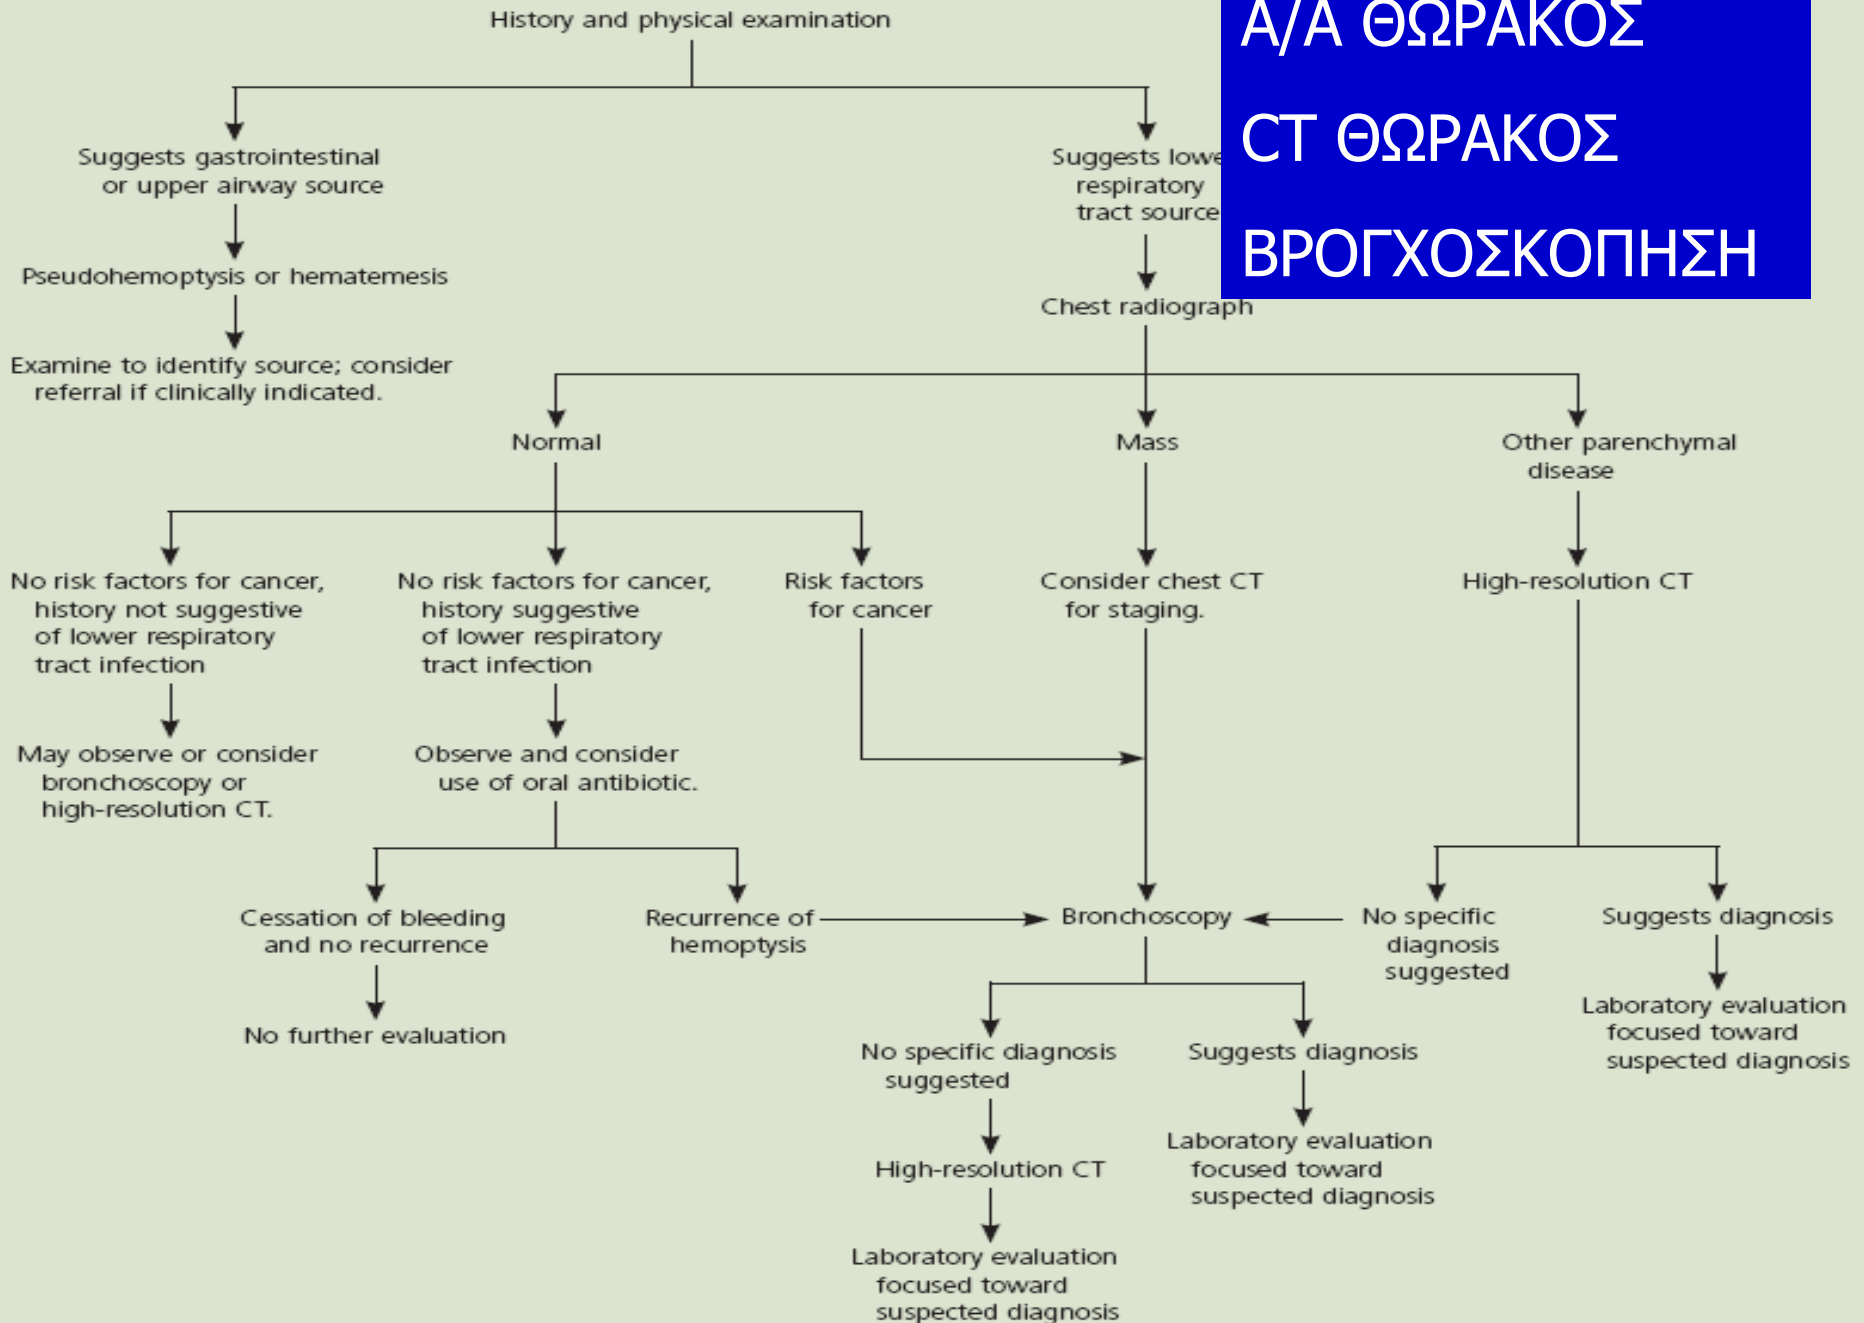 History and physical examination
Α/Α ΘΩΡΑΚΟΣ
CT ΘΩΡΑΚΟΣ
ΒΡΟΓΧΟΣΚΟΠΗΣΗ
Suggests gastrointestinal
or upper airway source
Suggests lowe
respiratory
tract source
Pseudohemoptysis or hematemesis
Chest radiograph
Examine to identify source; consider
referral if clinically indicated.
Normal
Mass
Other parenchymal
disease
No risk factors for cancer,
history not suggestive
of lower respiratory
tract infection
No risk factors for cancer,
history suggestive
of lower respiratory
tract infection
Risk factors
for cancer
Consider chest CT
for staging.
High-resolution CT
May observe or consider
bronchoscopy or
high-resolution CT.
Observe and consider
use of oral antibiotic.
Cessation of bleeding
and no recurrence
Recurrence of
hemoptysis
Bronchoscopy
No specific
diagnosis
suggested
Suggests diagnosis
No further evaluation
No specific diagnosis
suggested
Suggests diagnosis
Laboratory evaluation
focused toward
suspected diagnosis
High-resolution CT
Laboratory evaluation
focused toward
suspected diagnosis
Laboratory evaluation
focused toward
suspected diagnosis